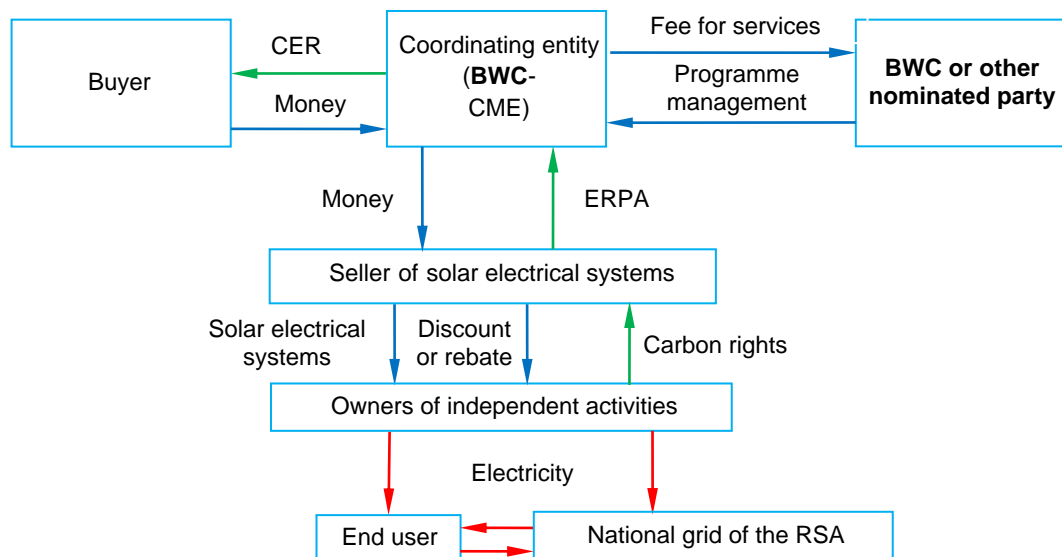 Buyer
CER
Money
Coordinating entity
(BWC-
CME)
Fee for services
Programme
management
BWC or other
nominated party
Money
ERPA
Seller of solar electrical systems
Solar electrical
systems
Discount
or rebate
Carbon rights
Owners of independent activities
Electricity
End user
National grid of the RSA